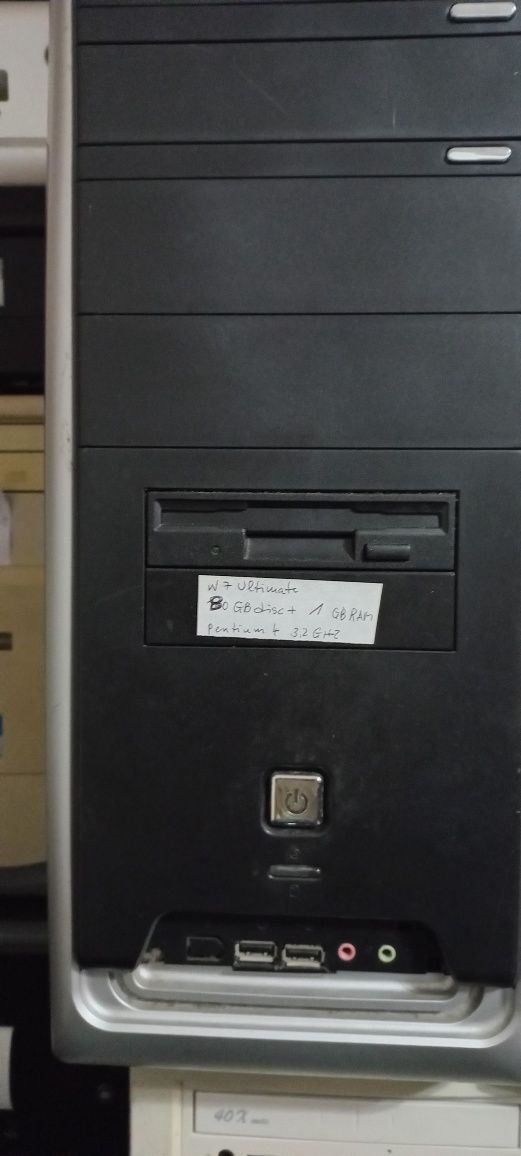 W7 Ultimate
80 GB disc + 1 GB RAM
Pentium 4 3,2 GHz
40X